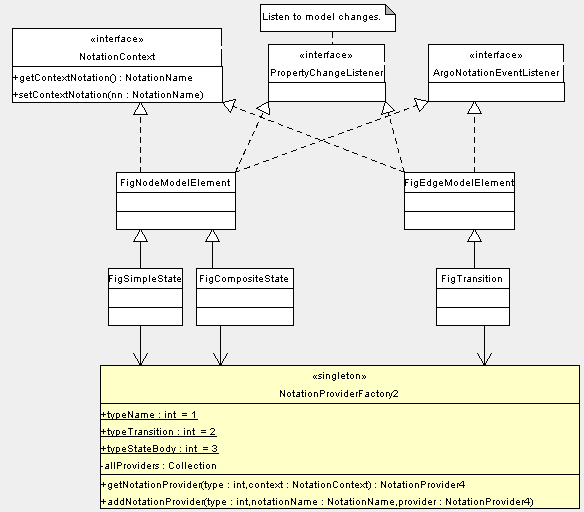 Listen to model changes.
«interface»
NotationContext
+getContextNotation() : NotationName
+setContextNotation(nn : NotationName)
«interface»
PropertyChangeListener
«interface»
ArgoNotationEventListener
FigNodeModelElement
FigEdgeModelElement
FigSimpleState
FigCompositeState
FigTransition
«singleton»
NotationProviderFactory2
+typeName : int = 1
+typeTransition : int = 2
+typeStateBody : int = 3
-allProviders : Collection
+getNotationProvider(type : int,context : NotationContext) : NotationProvider4
+addNotationProvider(type : int,notationName : NotationName,provider : NotationProvider4)